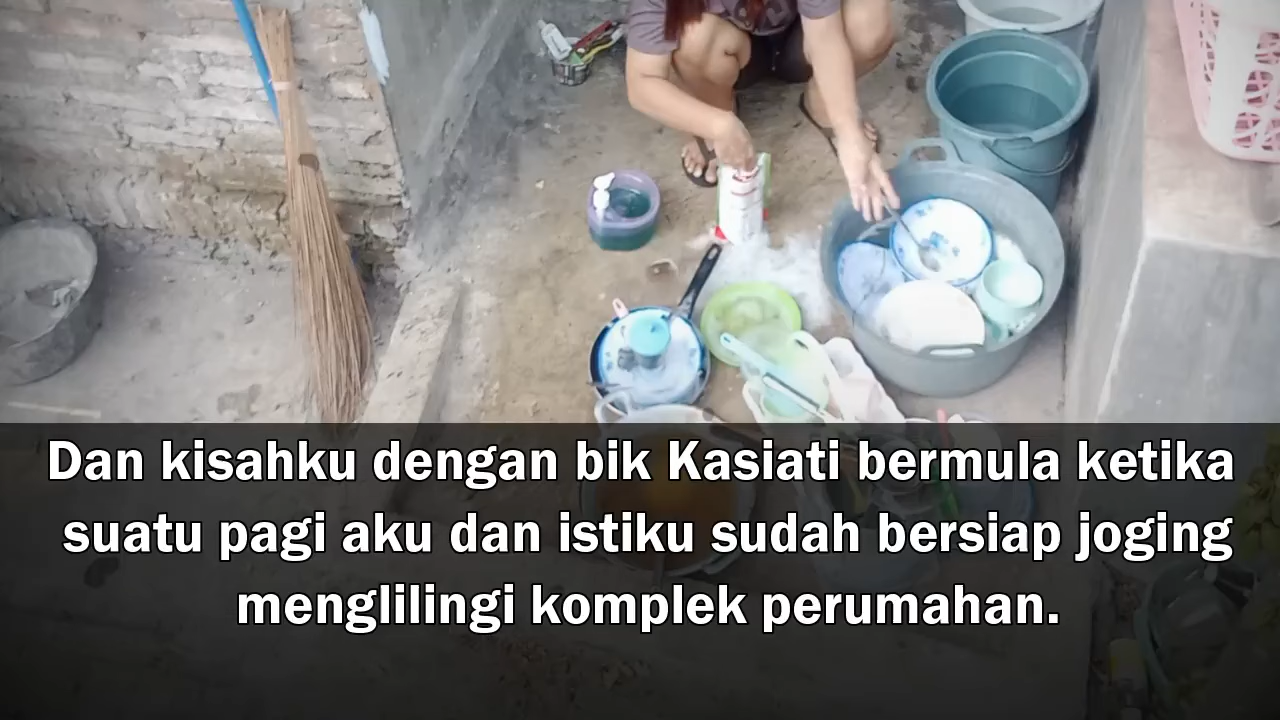 Dan kisahku dengan bik Kasiati bermula ketika
suatu pagi aku dan istiku sudah bersiap joging
menglilingi komplek perumahan.